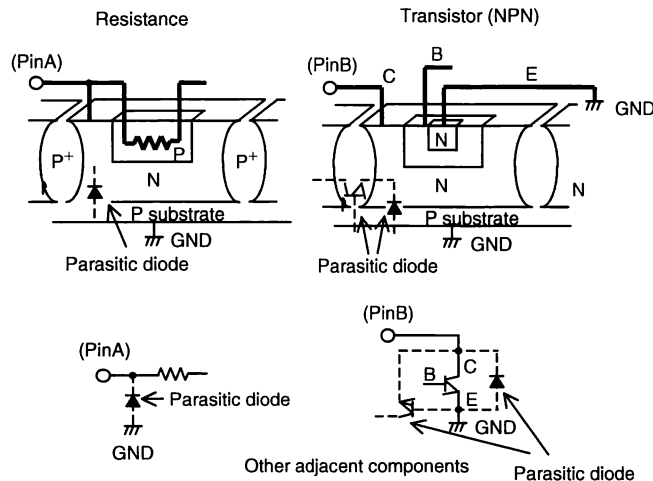 Resistance
Transistor (NPN)
(PinA)
(PinB)
C
B
E
GND
P+
P
P+
N
N
N
N
P substrate
P substrate
GND
GND
Parasitic diode
Parasitic diode
(PinB)
(PinA)
C
B
E
Parasitic diode
GND
GND
Other adjacent components
Parasitic diode